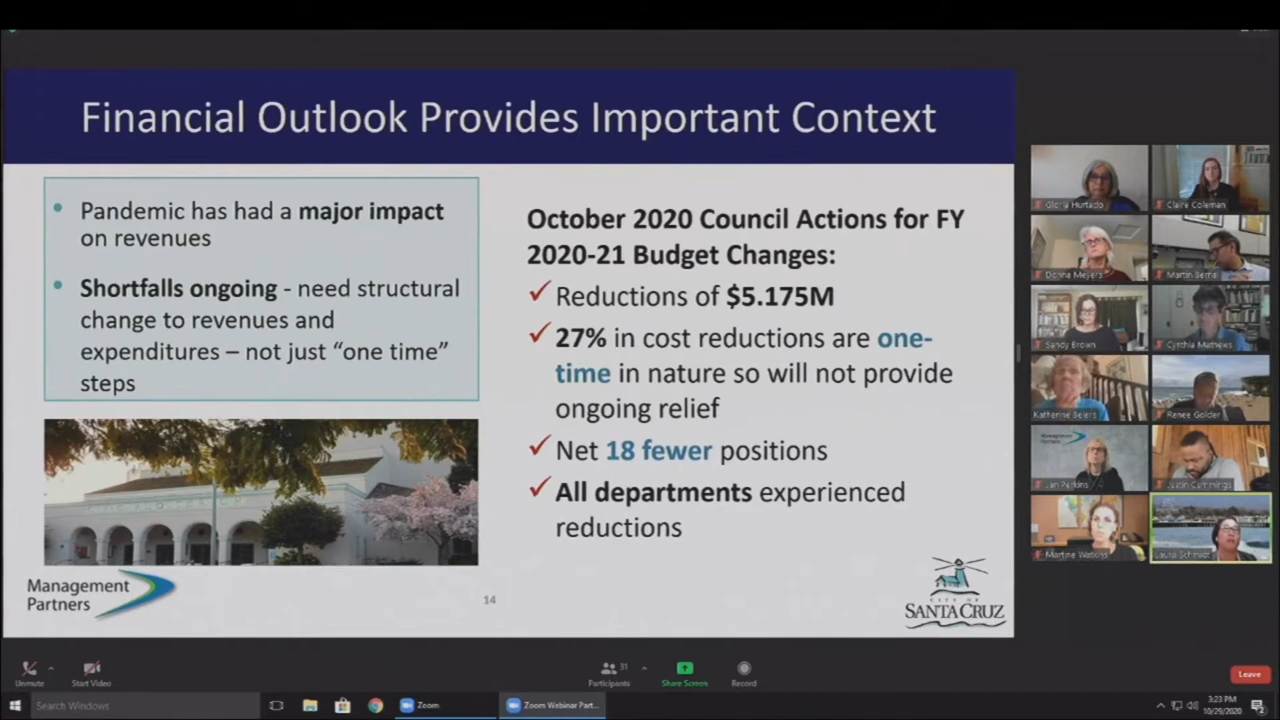 Financial Outlook Provides Important Context
• Pandemic has had a major impact
on revenues
• Shortfalls ongoing - need structural
change to revenues and
expenditures – not just “one time”
steps
October 2020 Council Actions for FY
2020-21 Budget Changes:
✓ Reductions of $5.175M
✓ 27% in cost reductions are one-
time in nature so will not provide
ongoing relief
✓ Net 18 fewer positions
✓ All departments experienced
reductions
Management
Partners
14
CITY OF
SANTA CRUZ
Gloria Hurtado
Claire Coleman
Donna Meyers
Martin Bernal
Sandy Brown
Cynthia Mathews
Katherine Beiers
Renee Golder
Management
Partners
Jan Perkins
Justin Cummings
Martine Watkins
Laura Schmidt
Unmute
Start Video
31
Participants
Share Screen
Record
Leave
Search Windows
Zoom
Zoom Webinar Part...
3:23 PM
10/29/2020
2